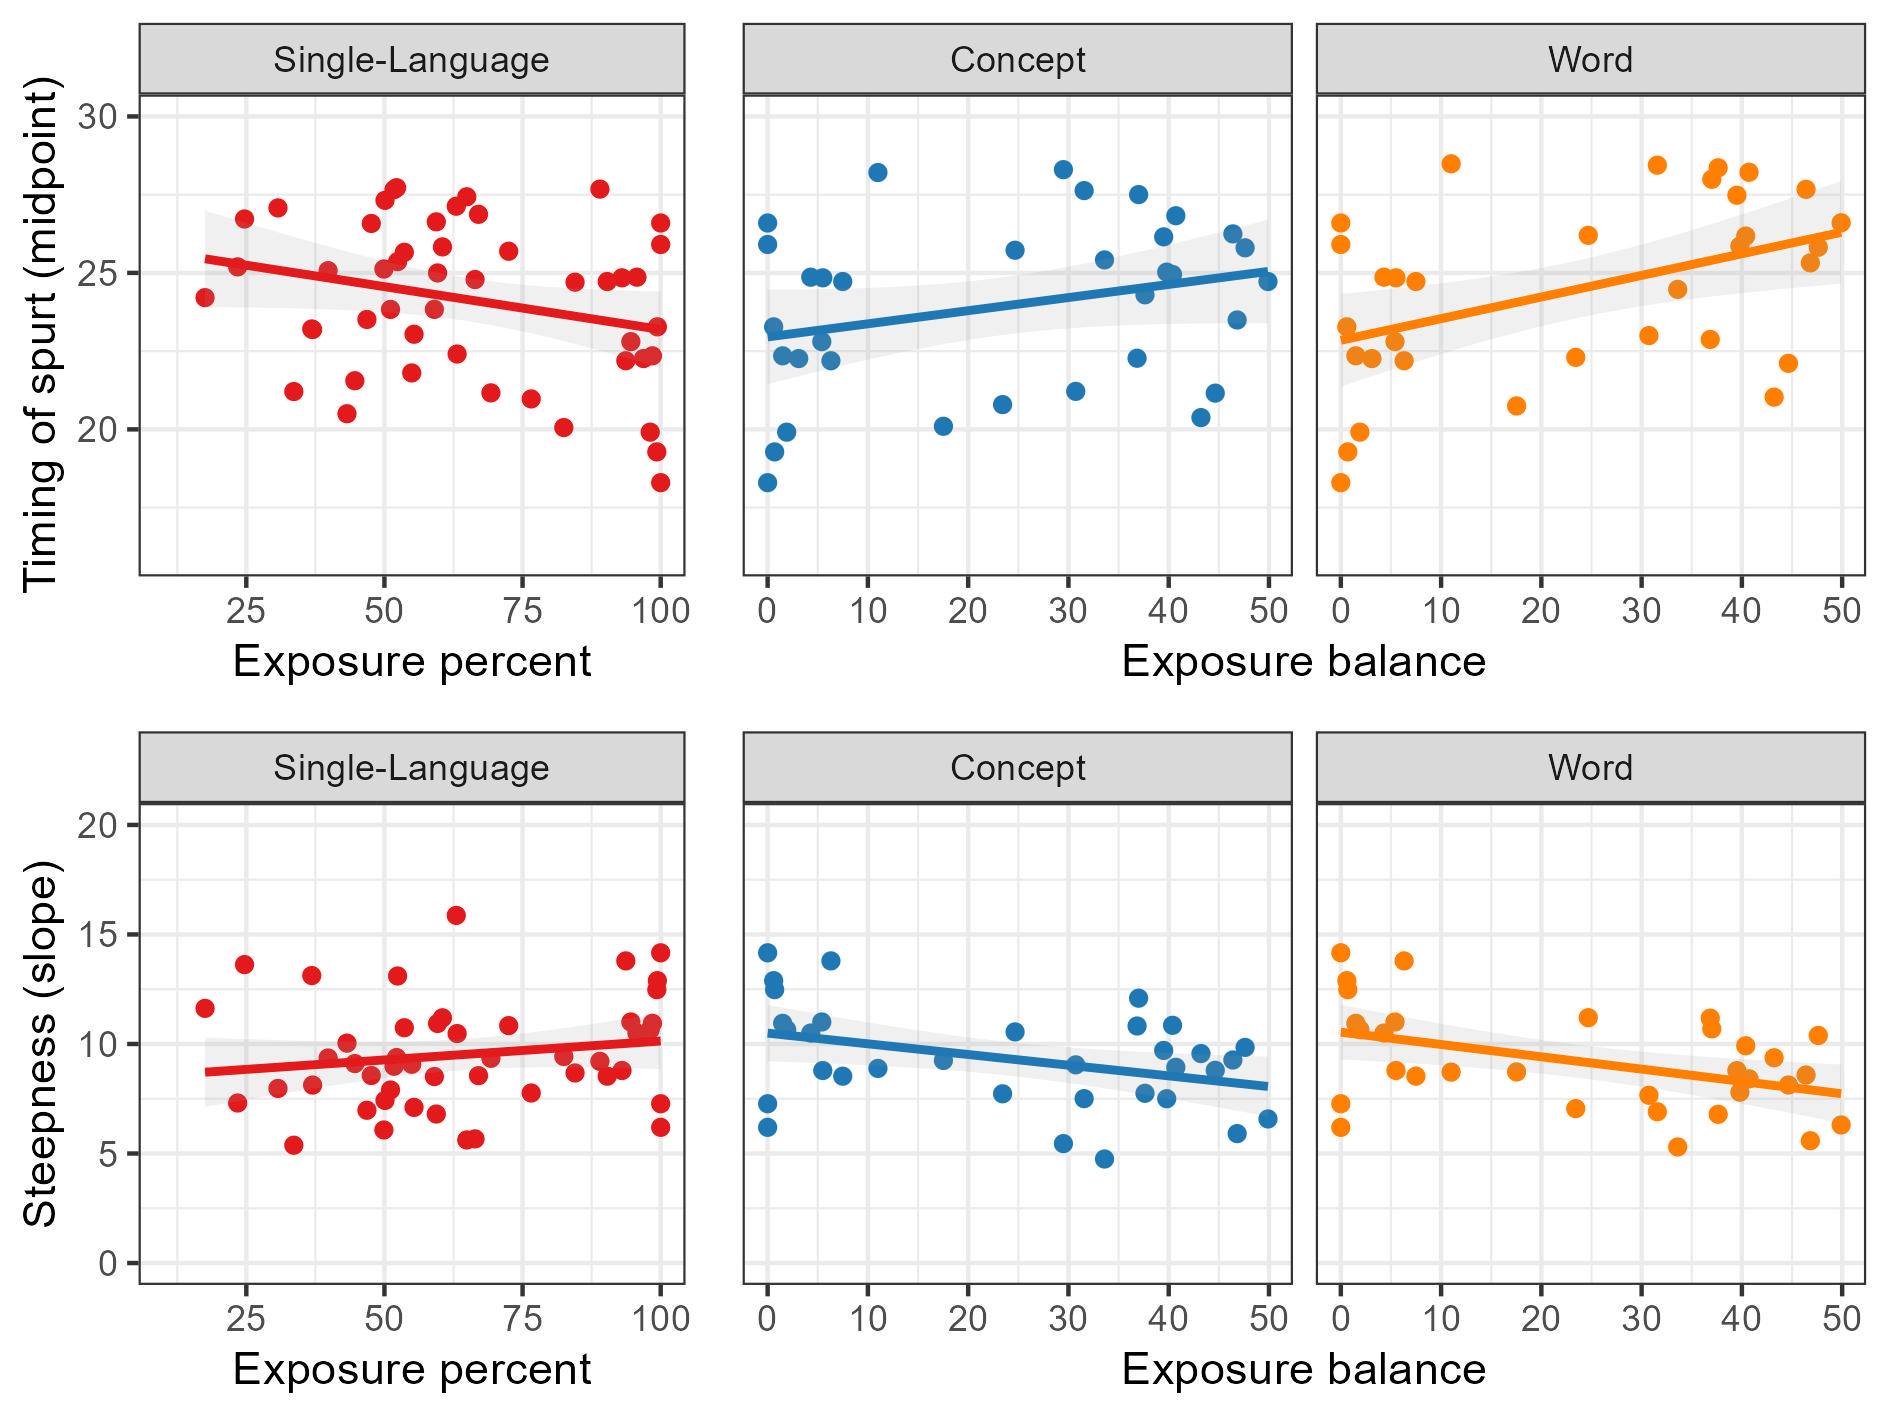 Single-Language Concept Word
Timing of spurt (midpoint)
30
25
20
25 50 75 100 0 10 20 30 40 50 0 10 20 30 40 50
Exposure percent Exposure balance
Single-Language Concept Word
Steepness (slope)
20
15
10
5
0
25 50 75 100 0 10 20 30 40 50 0 10 20 30 40 50
Exposure percent Exposure balance